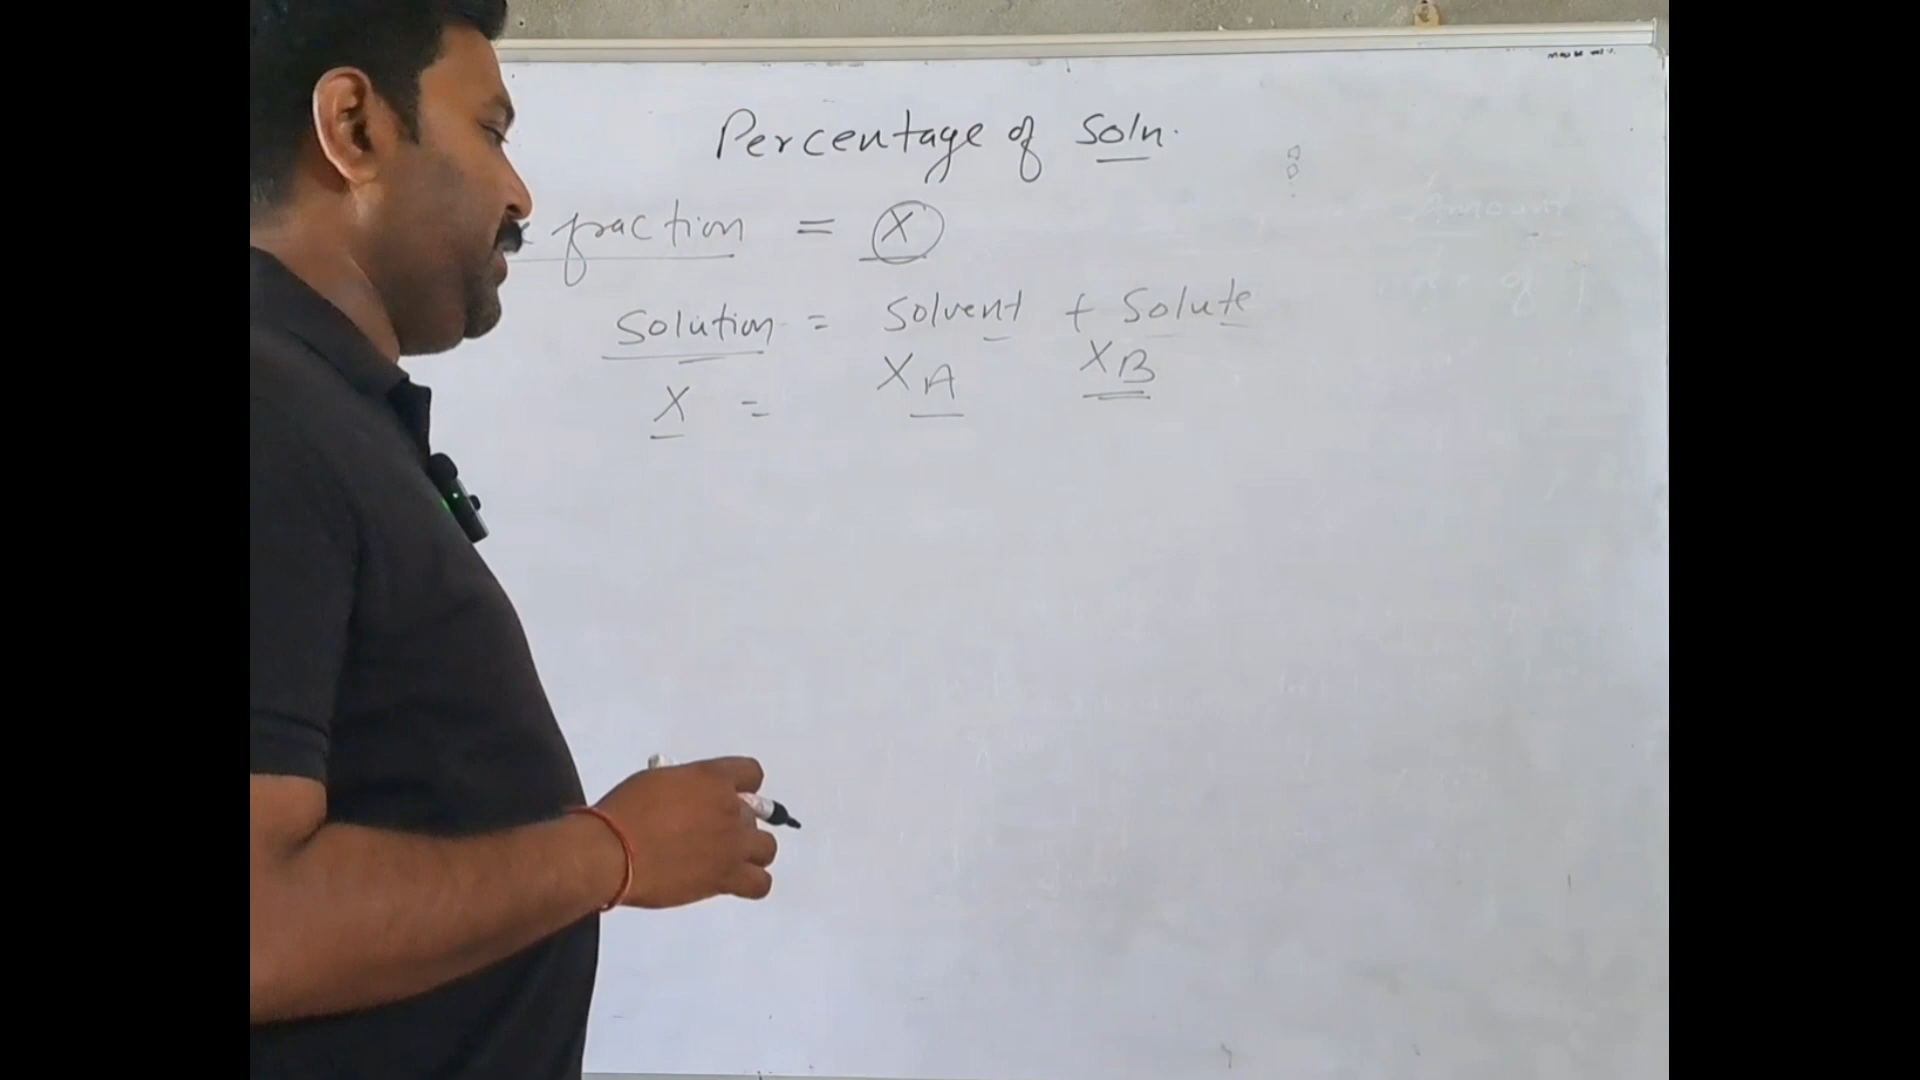 Percentage of Soln.
fraction = X
Solution = Solvent + Solute
X = XA XB